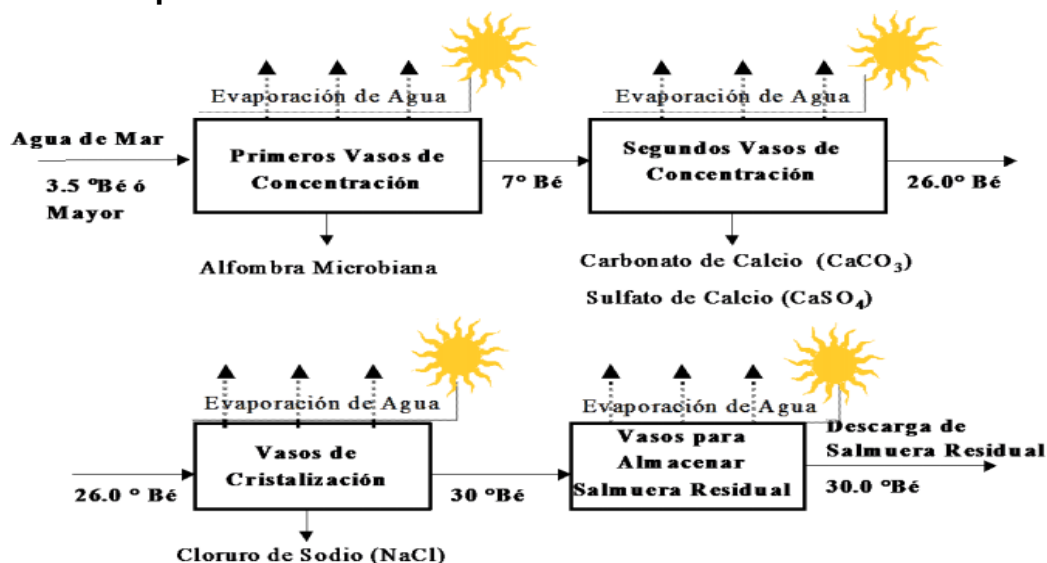 Evaporación de Agua
Evaporación de Agua
Agua de Mar
3.5 ºBé ó
Mayor
Primeros Vasos de
Concentración
7° Bé
Segundos Vasos de
Concentración
26.0° Bé
Alfombra Microbiana
Carbonato de Calcio (CaCO3)
Sulfato de Calcio (CaSO4)
Evaporación de Agua
Evaporación de Agua
26.0 ° Bé
Vasos de
Cristalización
30 ºBé
Vasos para
Almacenar
Salmuera Residual
Descarga de
Salmuera Residual
30.0 ºBé
Cloruro de Sodio (NaCl)